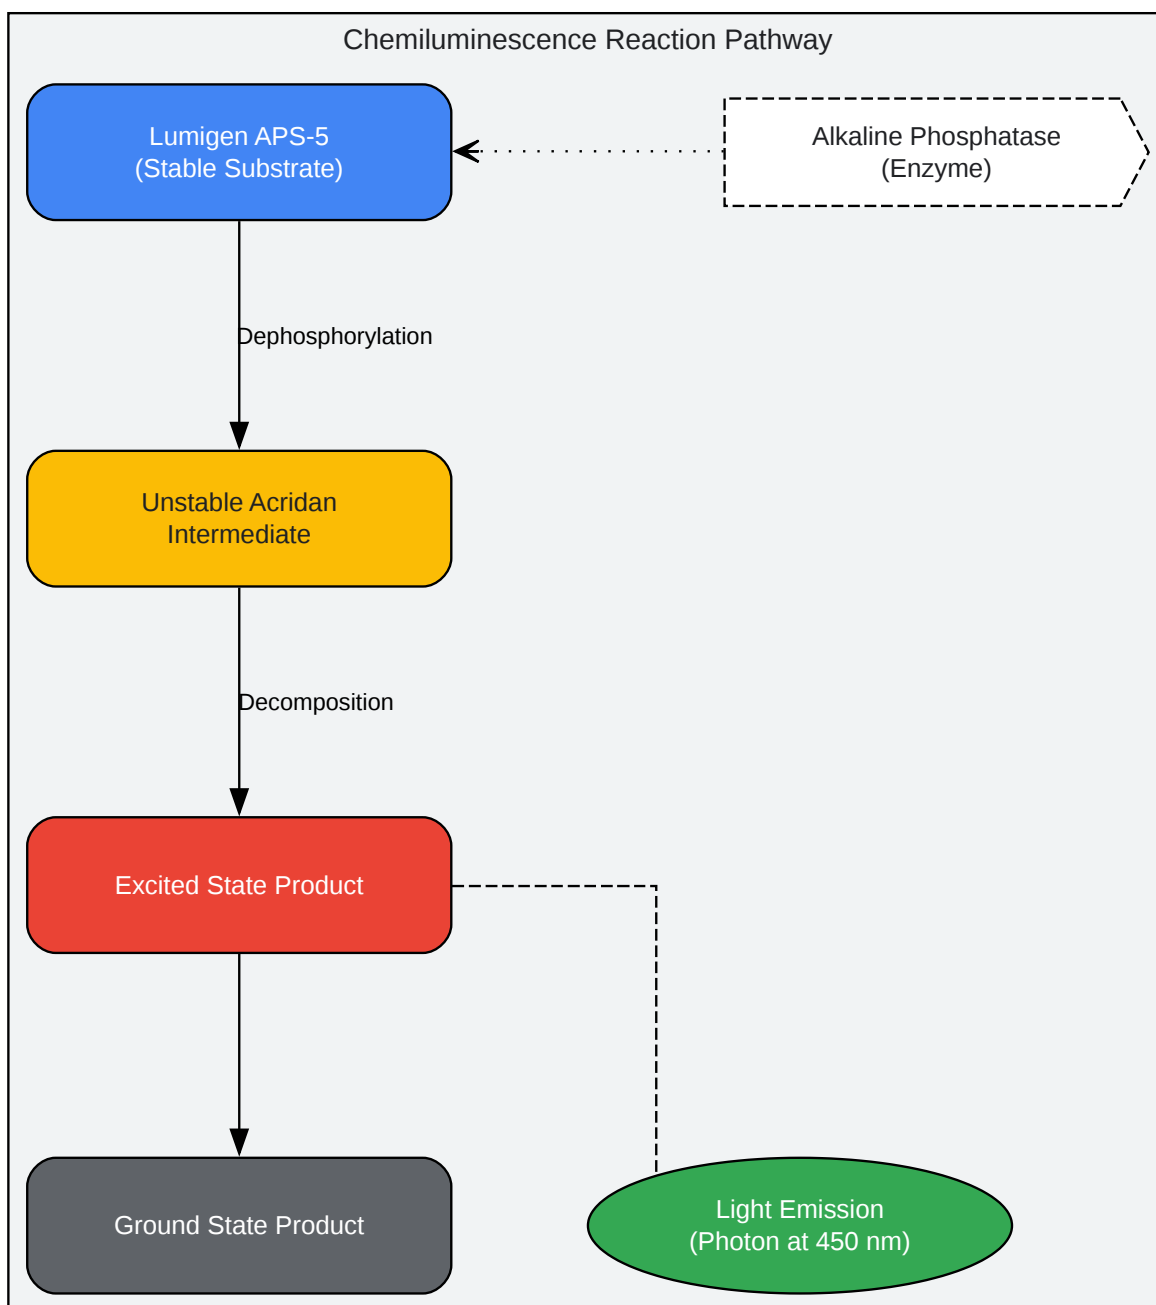 Chemiluminescence Reaction Pathway
Lumigen APS-5
(Stable Substrate)
Alkaline Phosphatase
(Enzyme)
Dephosphorylation
Unstable Acridan
Intermediate
Decomposition
Excited State Product
Ground State Product
Light Emission
(Photon at 450 nm)